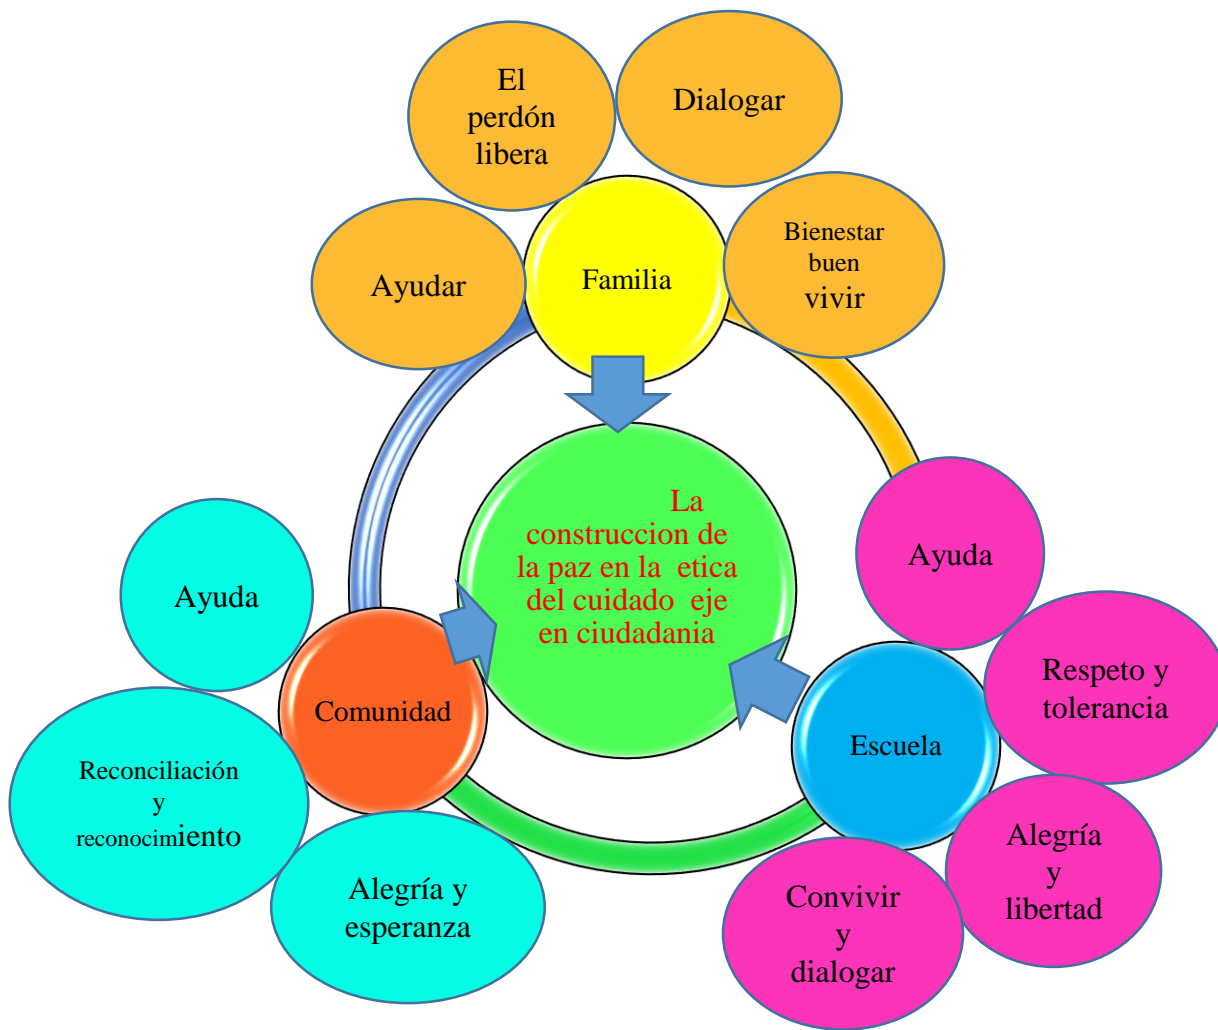 El
perdón
libera
Dialogar
Ayudar
Familia
Bienestar
buen
vivir
La
construccion de
la paz en la etica
del cuidado eje
en ciudadania
Ayuda
Comunidad
Reconciliación
y
reconocimiento
Alegría y
esperanza
Ayuda
Respeto y
tolerancia
Escuela
Alegría
y
libertad
Convivir
y
dialogar